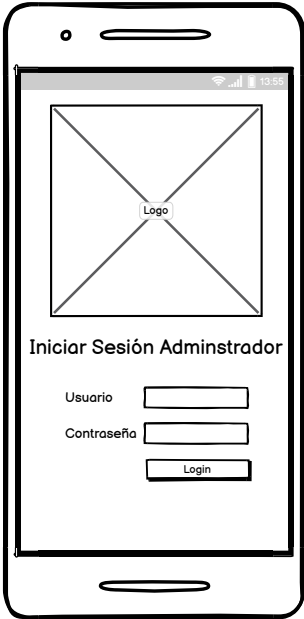 13:55
Logo
Iniciar Sesión Adminstrador
Usuario
Contraseña
Login